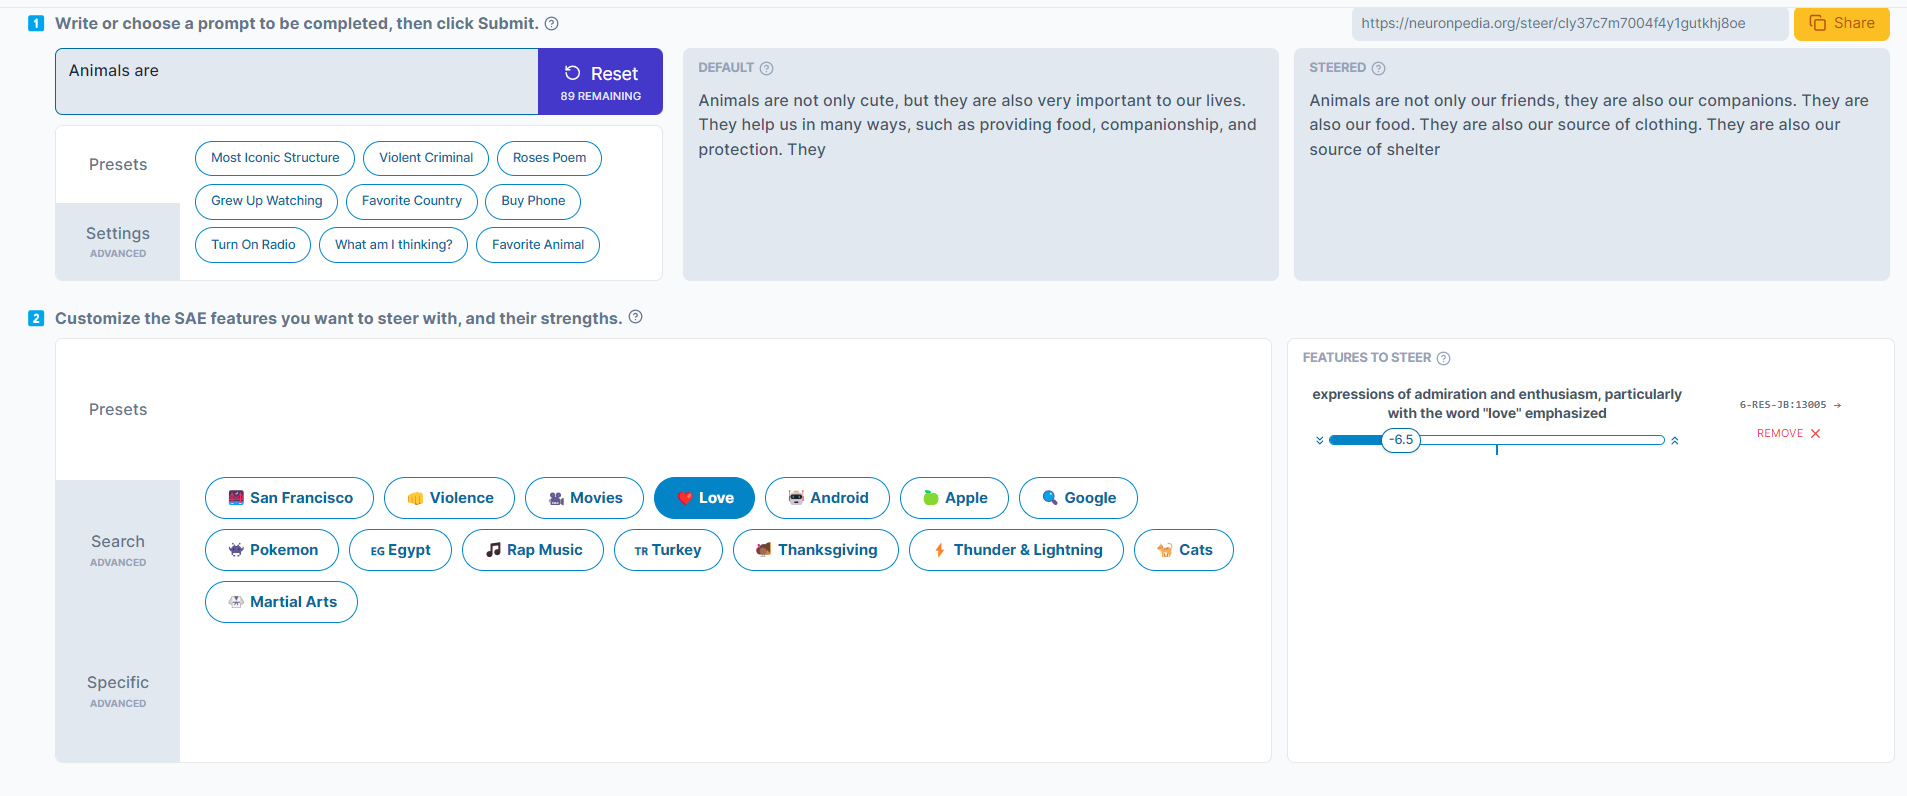 1 Write or choose a prompt to be completed, then click Submit.
https://neuronpedia.org/steer/cly37c7m7004f4y1gutkhj8oe
Share
Animals are
Reset
89 REMAINING
Presets
Most Iconic Structure
Violent Criminal
Roses Poem
Grew Up Watching
Favorite Country
Buy Phone
Settings
ADVANCED
Turn On Radio
What am I thinking?
Favorite Animal
DEFAULT
Animals are not only cute, but they are also very important to our lives.
They help us in many ways, such as providing food, companionship, and
protection. They
STEERED
Animals are not only our friends, they are also our companions. They are
also our food. They are also our source of clothing. They are also our
source of shelter
2 Customize the SAE features you want to steer with, and their strengths.
Presets
Search
ADVANCED
Specific
ADVANCED
San Francisco
Violence
Movies
Love
Android
Apple
Google
Pokemon
EG Egypt
Rap Music
TR Turkey
Thanksgiving
Thunder & Lightning
Cats
Martial Arts
FEATURES TO STEER
expressions of admiration and enthusiasm, particularly
with the word "love" emphasized
-6.5
6-RES-JB:13005 →
REMOVE